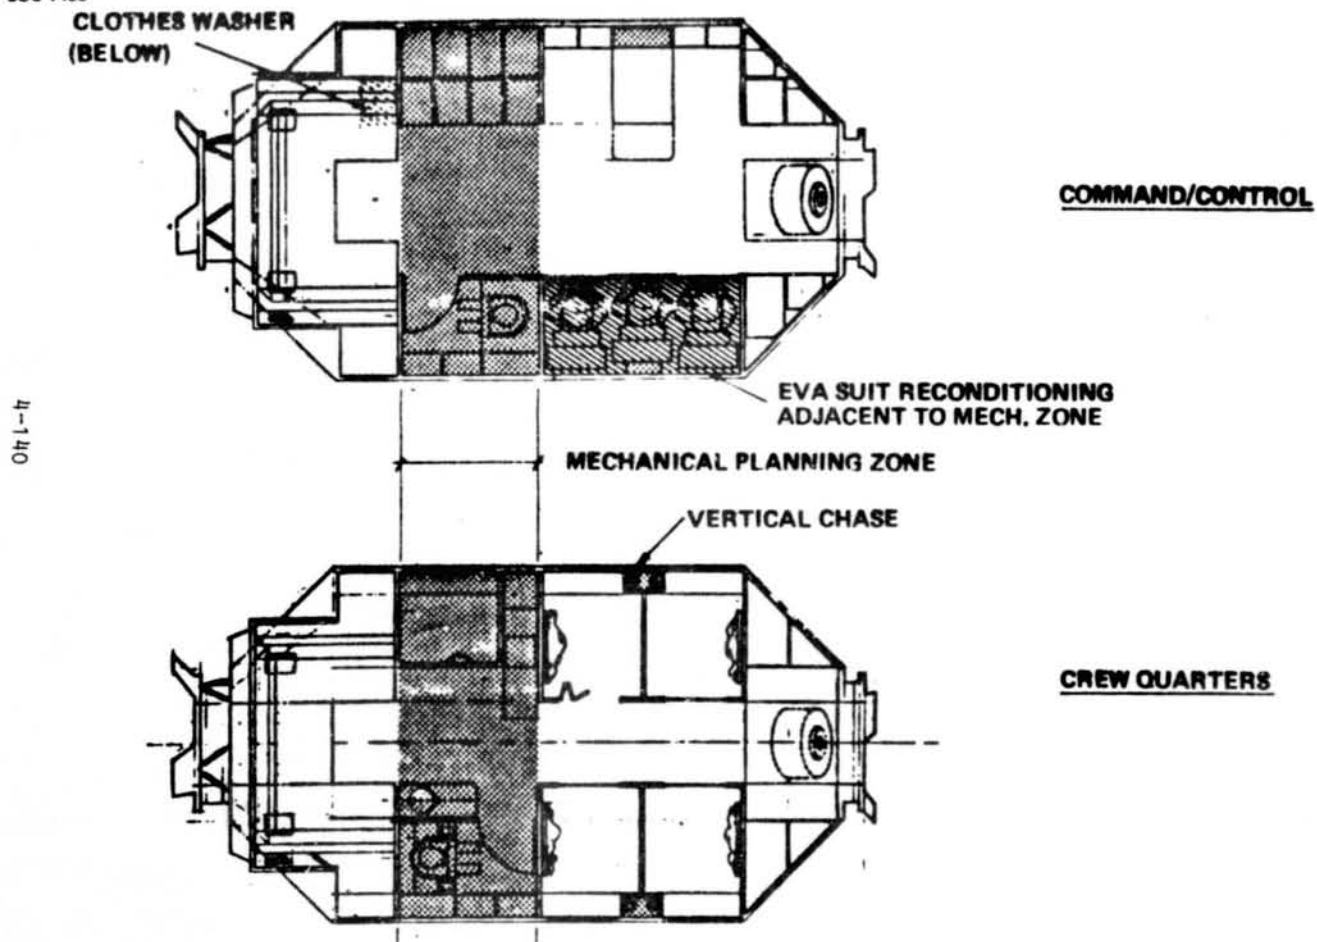 CLOTHES WASHER
(BELOW)
COMMAND/CONTROL
EVA SUIT RECONDITIONING
ADJACENT TO MECH. ZONE
4-140
MECHANICAL PLANNING ZONE
VERTICAL CHASE
CREW QUARTERS